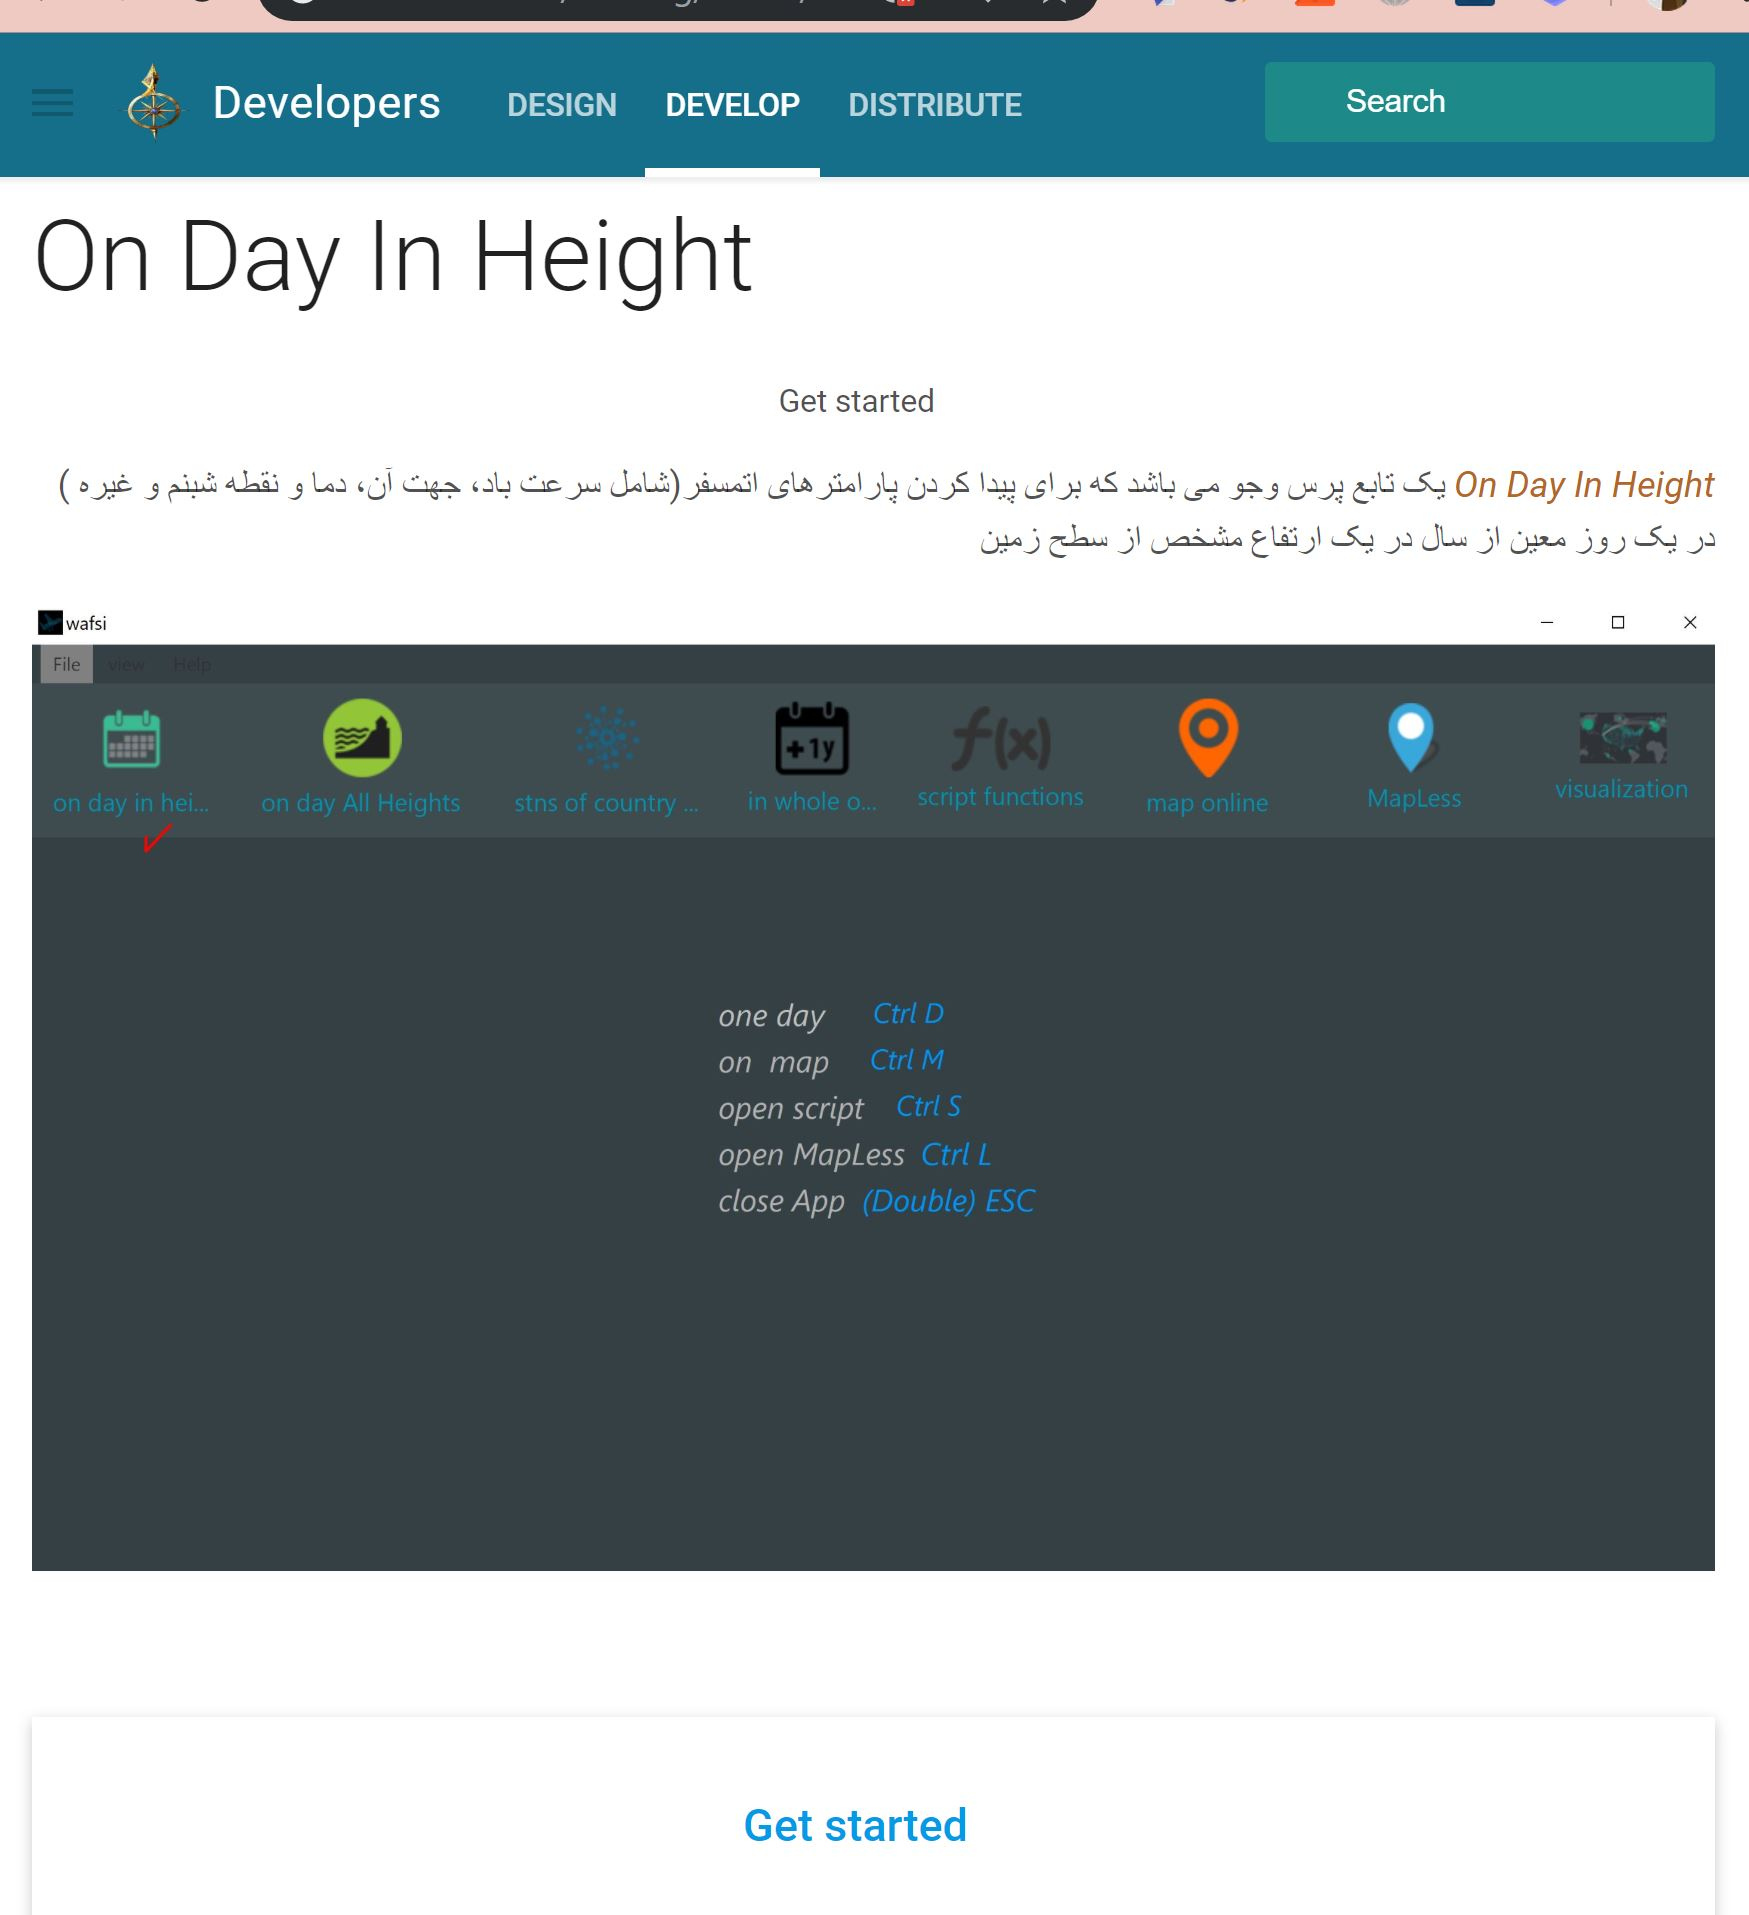 Developers DESIGN DEVELOP DISTRIBUTE Search
On Day In Height
Get started
On Day In Height یک تابع پرس وجو می باشد که برای پیدا کردن پارامترهای اتمسفر(شامل سرعت باد، جهت آن، دما و نقطه شبنم و غیره )
در یک روز معین از سال در یک ارتفاع مشخص از سطح زمین
wafsi
File view Help
on day in hei... on day All Heights stns of country ... in whole o... script functions map online MapLess visualization
one day Ctrl D
on map Ctrl M
open script Ctrl S
open MapLess Ctrl L
close App (Double) ESC
Get started